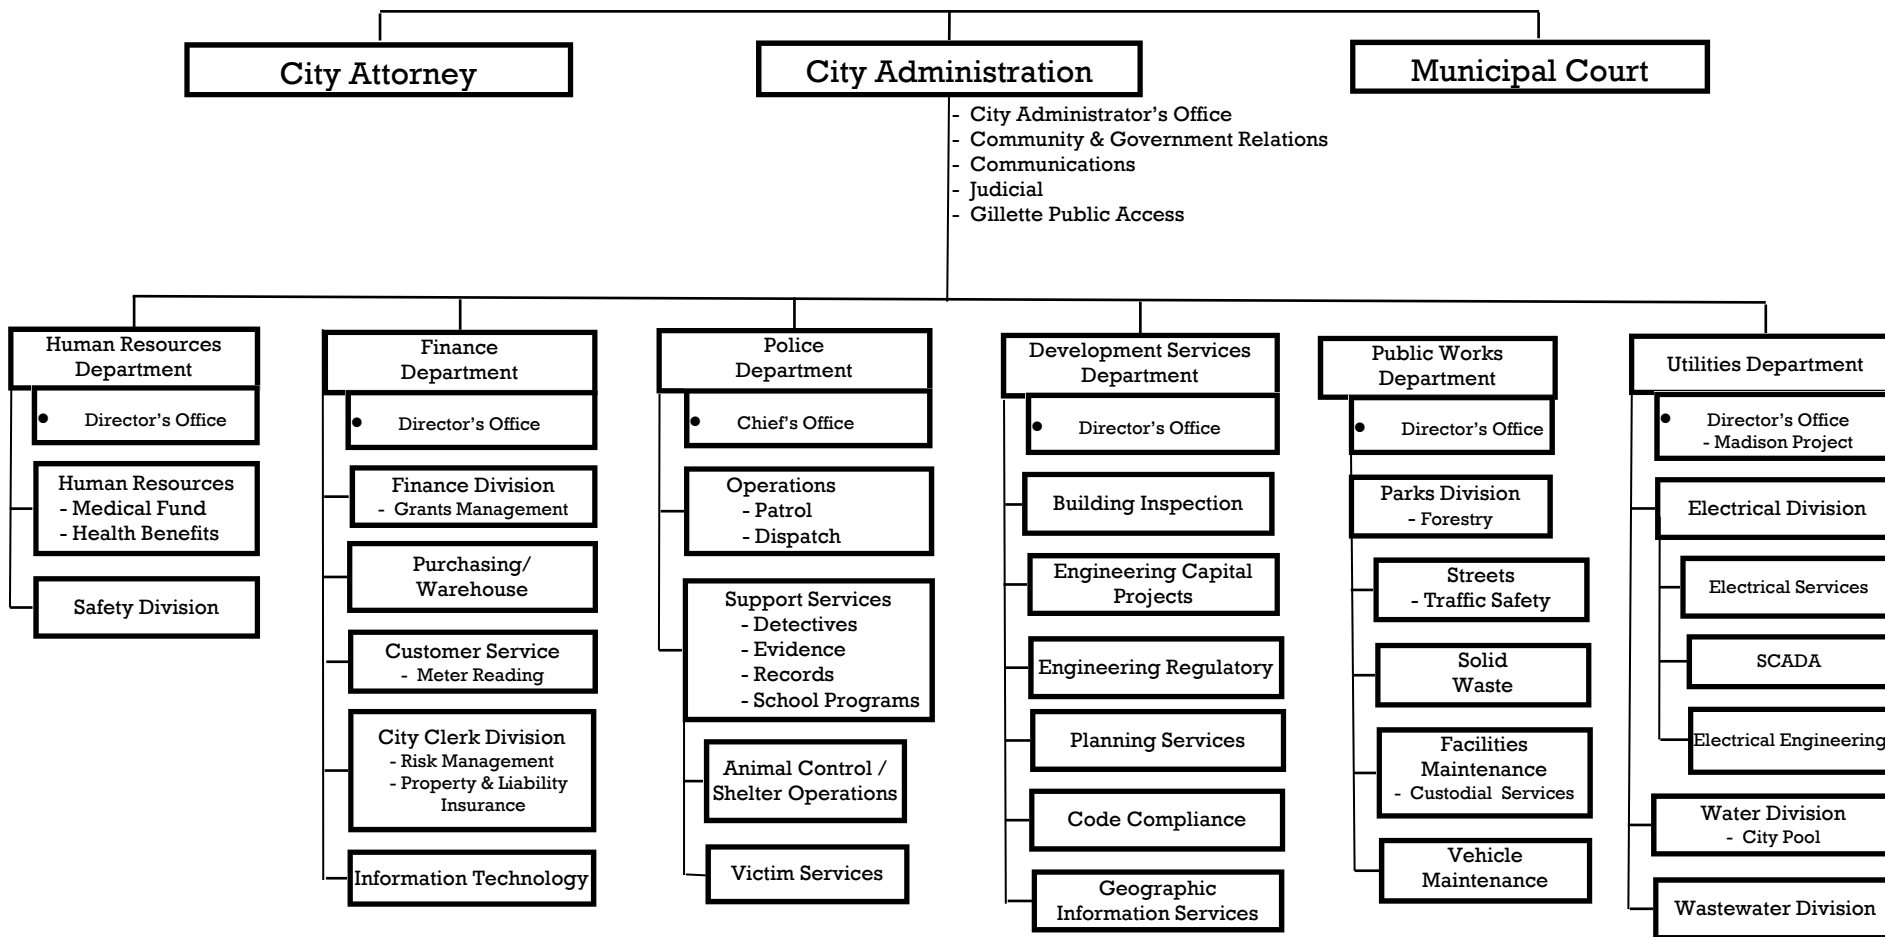 City Attorney
City Administration
Municipal Court
- City Administrator’s Office
- Community & Government Relations
- Communications
- Judicial
- Gillette Public Access
Human Resources
Department
• Director’s Office
Human Resources
- Medical Fund
- Health Benefits
Safety Division
Finance
Department
• Director’s Office
Finance Division
- Grants Management
Purchasing/
Warehouse
Customer Service
- Meter Reading
City Clerk Division
- Risk Management
- Property & Liability
Insurance
Information Technology
Police
Department
• Chief’s Office
Operations
- Patrol
- Dispatch
Support Services
- Detectives
- Evidence
- Records
- School Programs
Animal Control /
Shelter Operations
Victim Services
Development Services
Department
• Director’s Office
Building Inspection
Engineering Capital
Projects
Engineering Regulatory
Planning Services
Code Compliance
Geographic
Information Services
Public Works
Department
• Director’s Office
Parks Division
- Forestry
Streets
- Traffic Safety
Solid
Waste
Facilities
Maintenance
- Custodial Services
Vehicle
Maintenance
Utilities Department
• Director’s Office
- Madison Project
Electrical Division
Electrical Services
SCADA
Electrical Engineering
Water Division
- City Pool
Wastewater Division